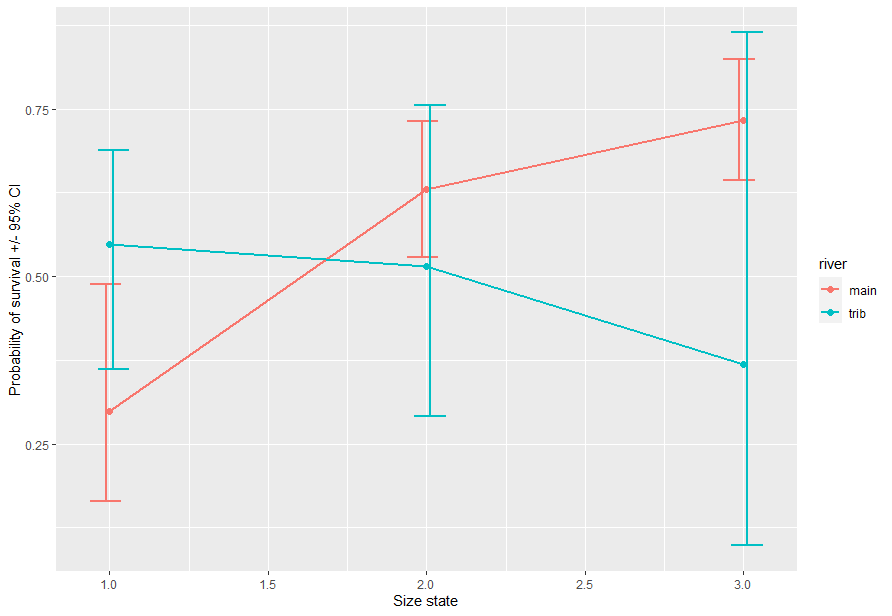 Probability of survival +/- 95% CI
0.75
0.50
0.25
1.0 1.5 2.0 2.5 3.0
Size state
river
main
trib